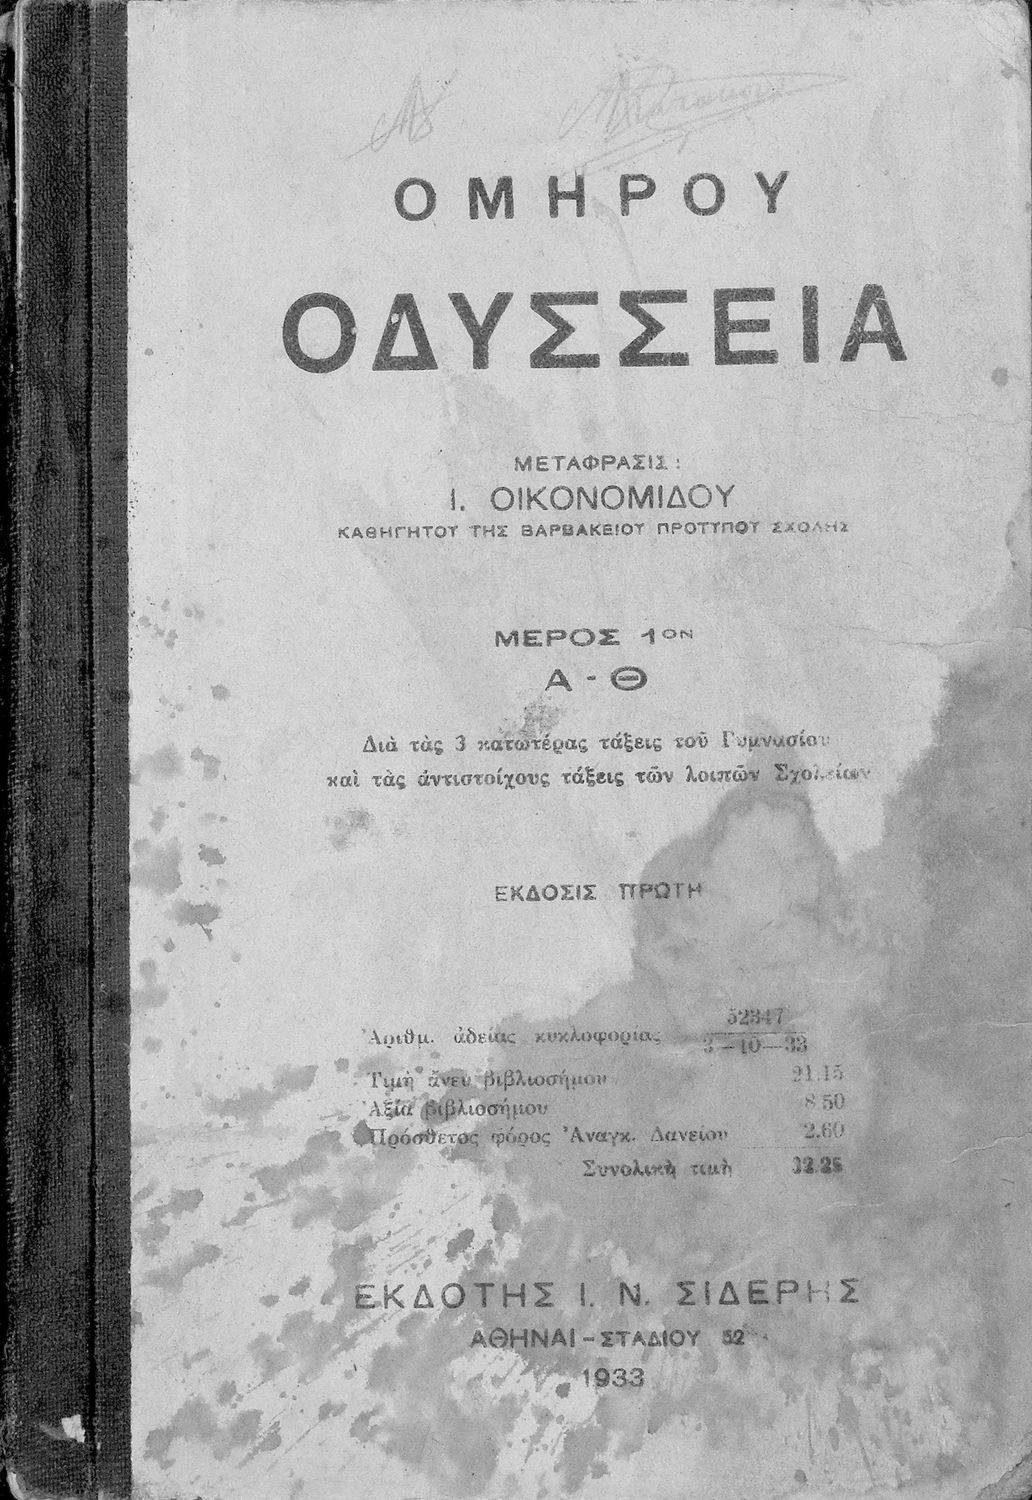 ΟΜΗΡΟΥ
ΟΔΥΣΣΕΙΑ
ΜΕΤΑΦΡΑΣΙΣ :
Ι. ΟΙΚΟΝΟΜΙΔΟΥ
ΚΑΘΗΓΗΤΟΥ ΤΗΣ ΒΑΡΒΑΚΕΙΟΥ ΠΡΟΤΥΠΟΥ ΣΧΟΛΗΣ
ΜΕΡΟΣ 1ΟΝ
Α - Θ
Διὰ τὰς 3 κατωτέρας τάξεις τοῦ Γυμνασίου
καὶ τὰς ἀντιστοίχους τάξεις τῶν λοιπῶν Σχολείων
ΕΚΔΟΣΙΣ ΠΡΩΤΗ
Ἀριθμ. ἀδείας κυκλοφορίας 52347
3—10—33
Τιμὴ ἄνευ βιβλιοσήμου 21.15
Ἀξία βιβλιοσήμου 8.50
Πρόσθετος φόρος Ἀναγκ. Δανείου 2.60
Συνολικὴ τιμὴ 32.25
ΕΚΔΟΤΗΣ Ι. Ν. ΣΙΔΕΡΗΣ
ΑΘΗΝΑΙ – ΣΤΑΔΙΟΥ 52
1933